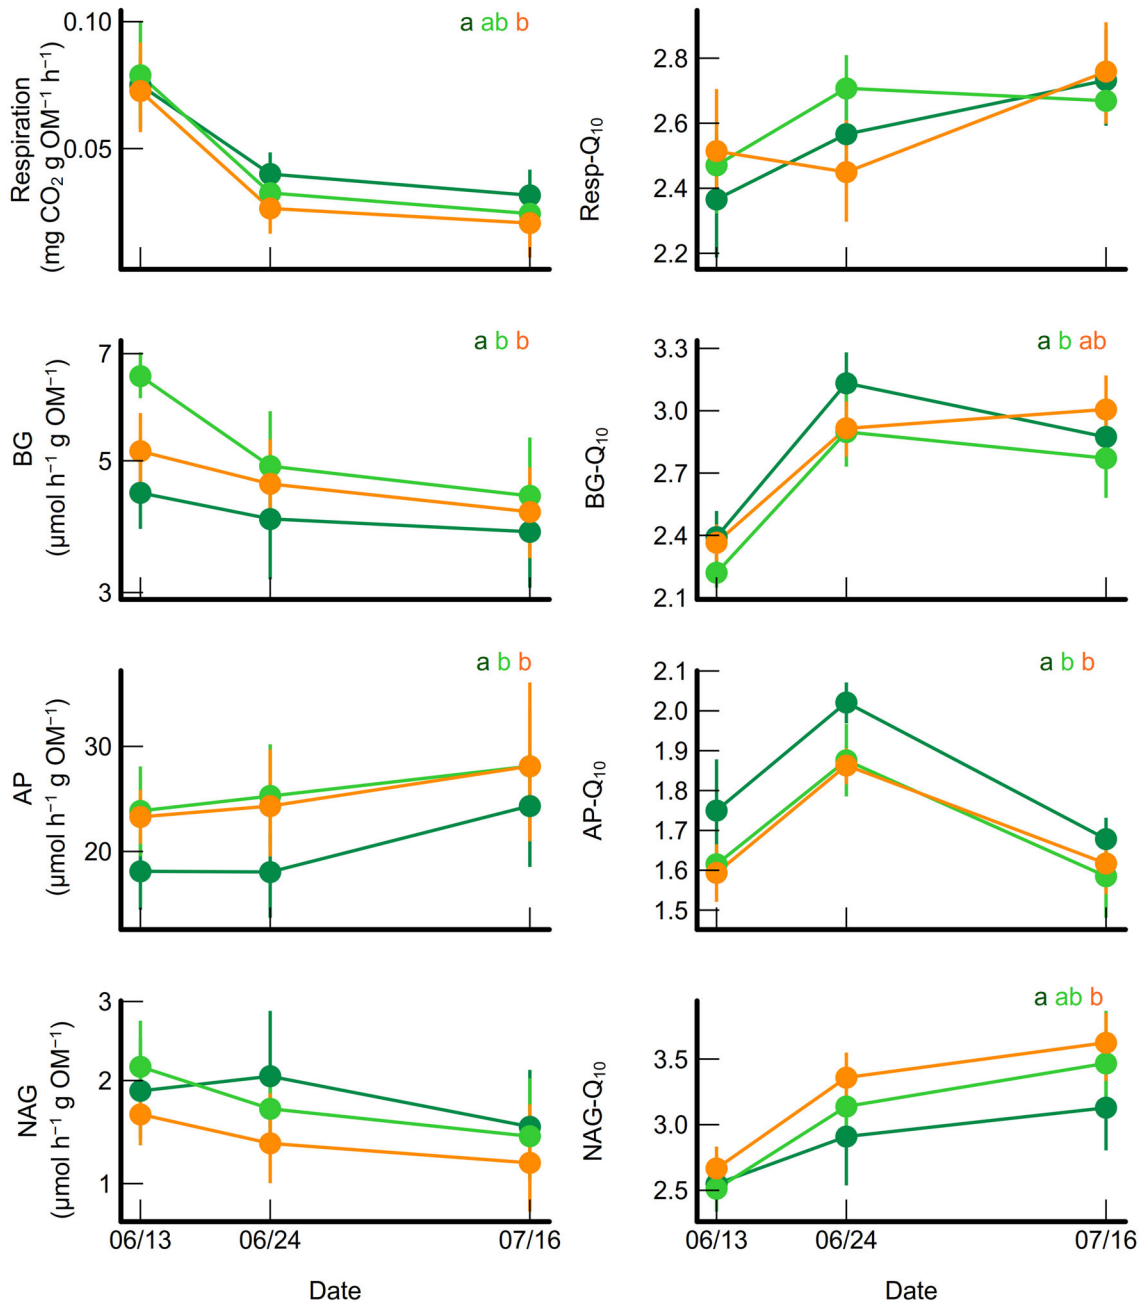 Respiration
(mg CO₂ g OM⁻¹ h⁻¹)
0.10
0.05
a ab b
Resp-Q₁₀
2.8
2.6
2.4
2.2
BG
(μmol h⁻¹ g OM⁻¹)
7
5
3
a b b
BG-Q₁₀
3.3
3.0
2.7
2.4
2.1
a b ab
AP
(μmol h⁻¹ g OM⁻¹)
30
20
a b b
AP-Q₁₀
2.1
2.0
1.9
1.8
1.7
1.6
1.5
a b b
NAG
(μmol h⁻¹ g OM⁻¹)
3
2
1
06/13 06/24 07/16
Date
NAG-Q₁₀
3.5
3.0
2.5
a ab b
06/13 06/24 07/16
Date